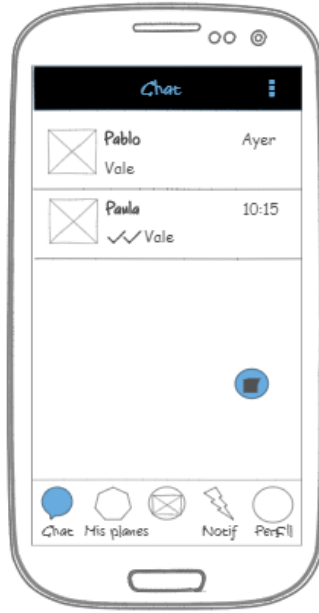 Chat
Pablo Ayer
Vale
Paula 10:15
Vale
Chat Mis planes Notif Perfil